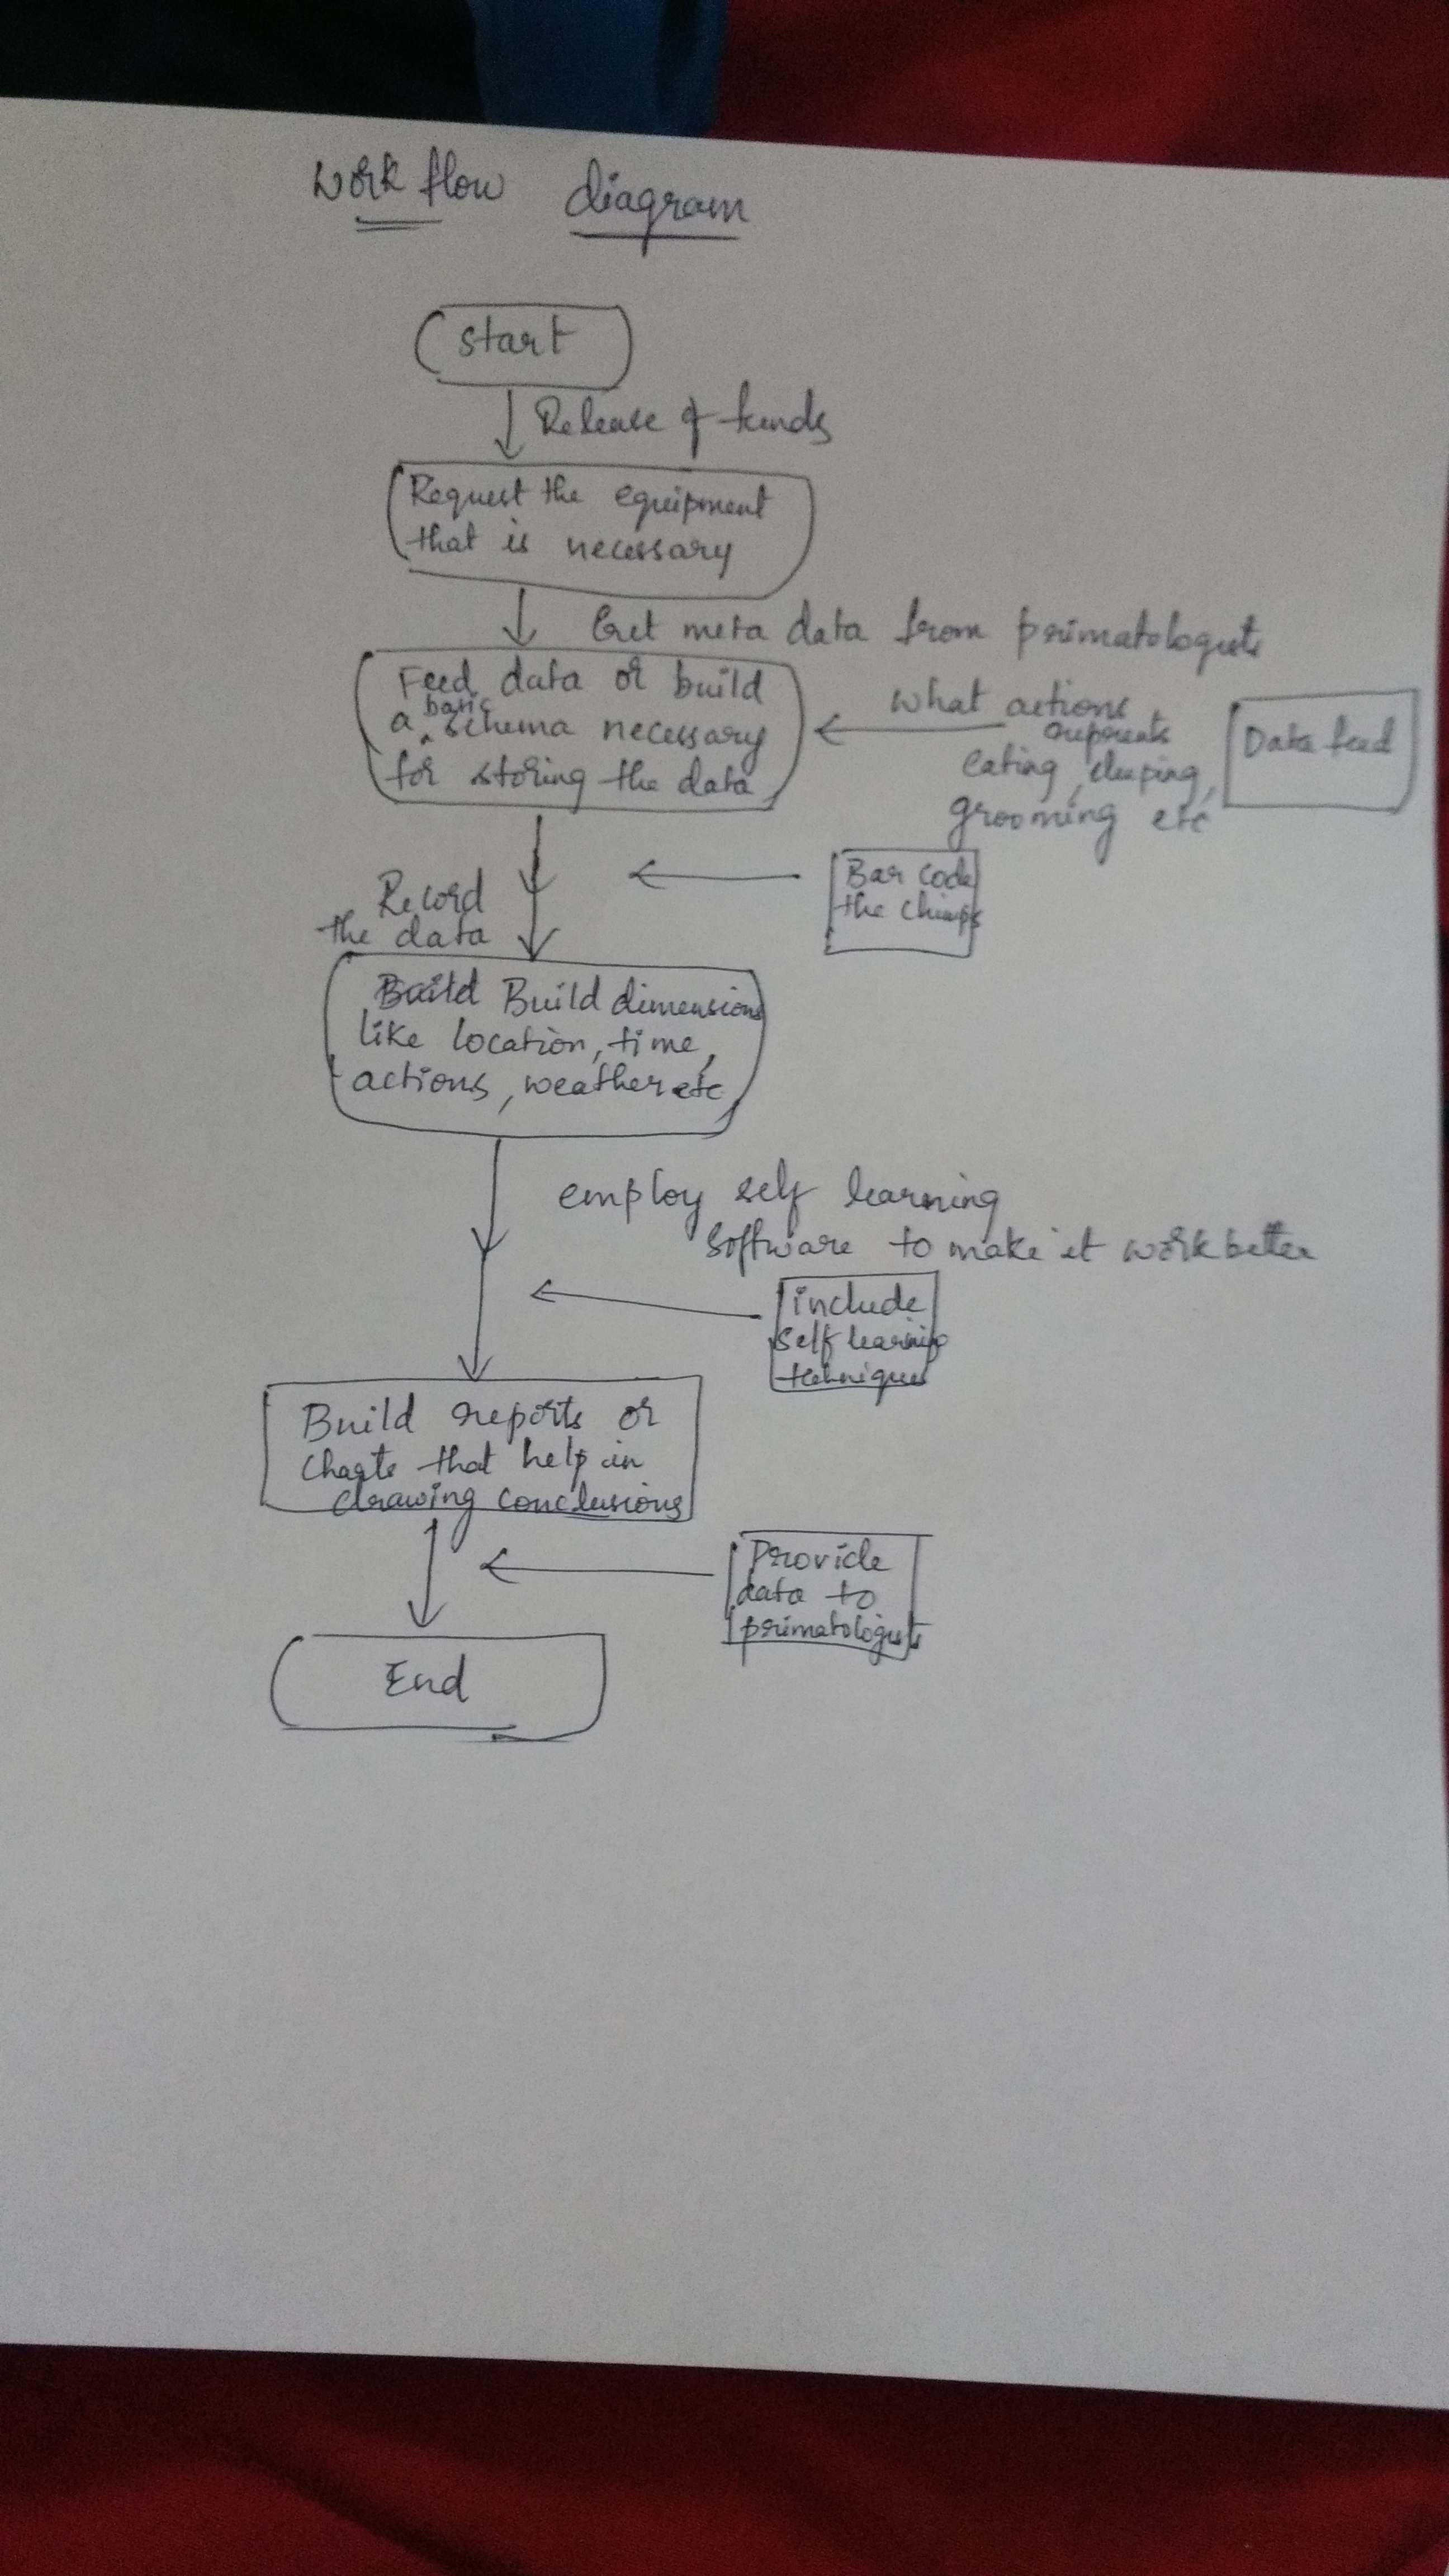 Work flow diagram
Start
Release of funds
Request the equipment
that is necessary
Get meta data from primatologists
Feed data or build
a basic schema necessary
for storing the data
what actions
represents
eating, sleeping,
grooming etc
Data feed
Record
the data
Bar code
the chimps
Build dimensions
like location, time,
actions, weather etc
employ self learning
software to make it work better
include
self learning
techniques
Build reports or
charts that help in
drawing conclusions
Provide
data to
primatologists
End